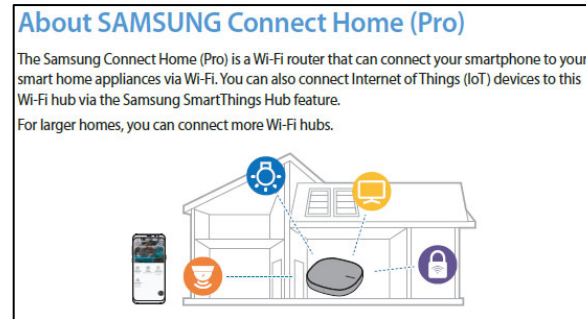 About SAMSUNG Connect Home (Pro)
The Samsung Connect Home (Pro) is a Wi-Fi router that can connect your smartphone to your
smart home appliances via Wi-Fi. You can also connect Internet of Things (IoT) devices to this
Wi-Fi hub via the Samsung SmartThings Hub feature.
For larger homes, you can connect more Wi-Fi hubs.